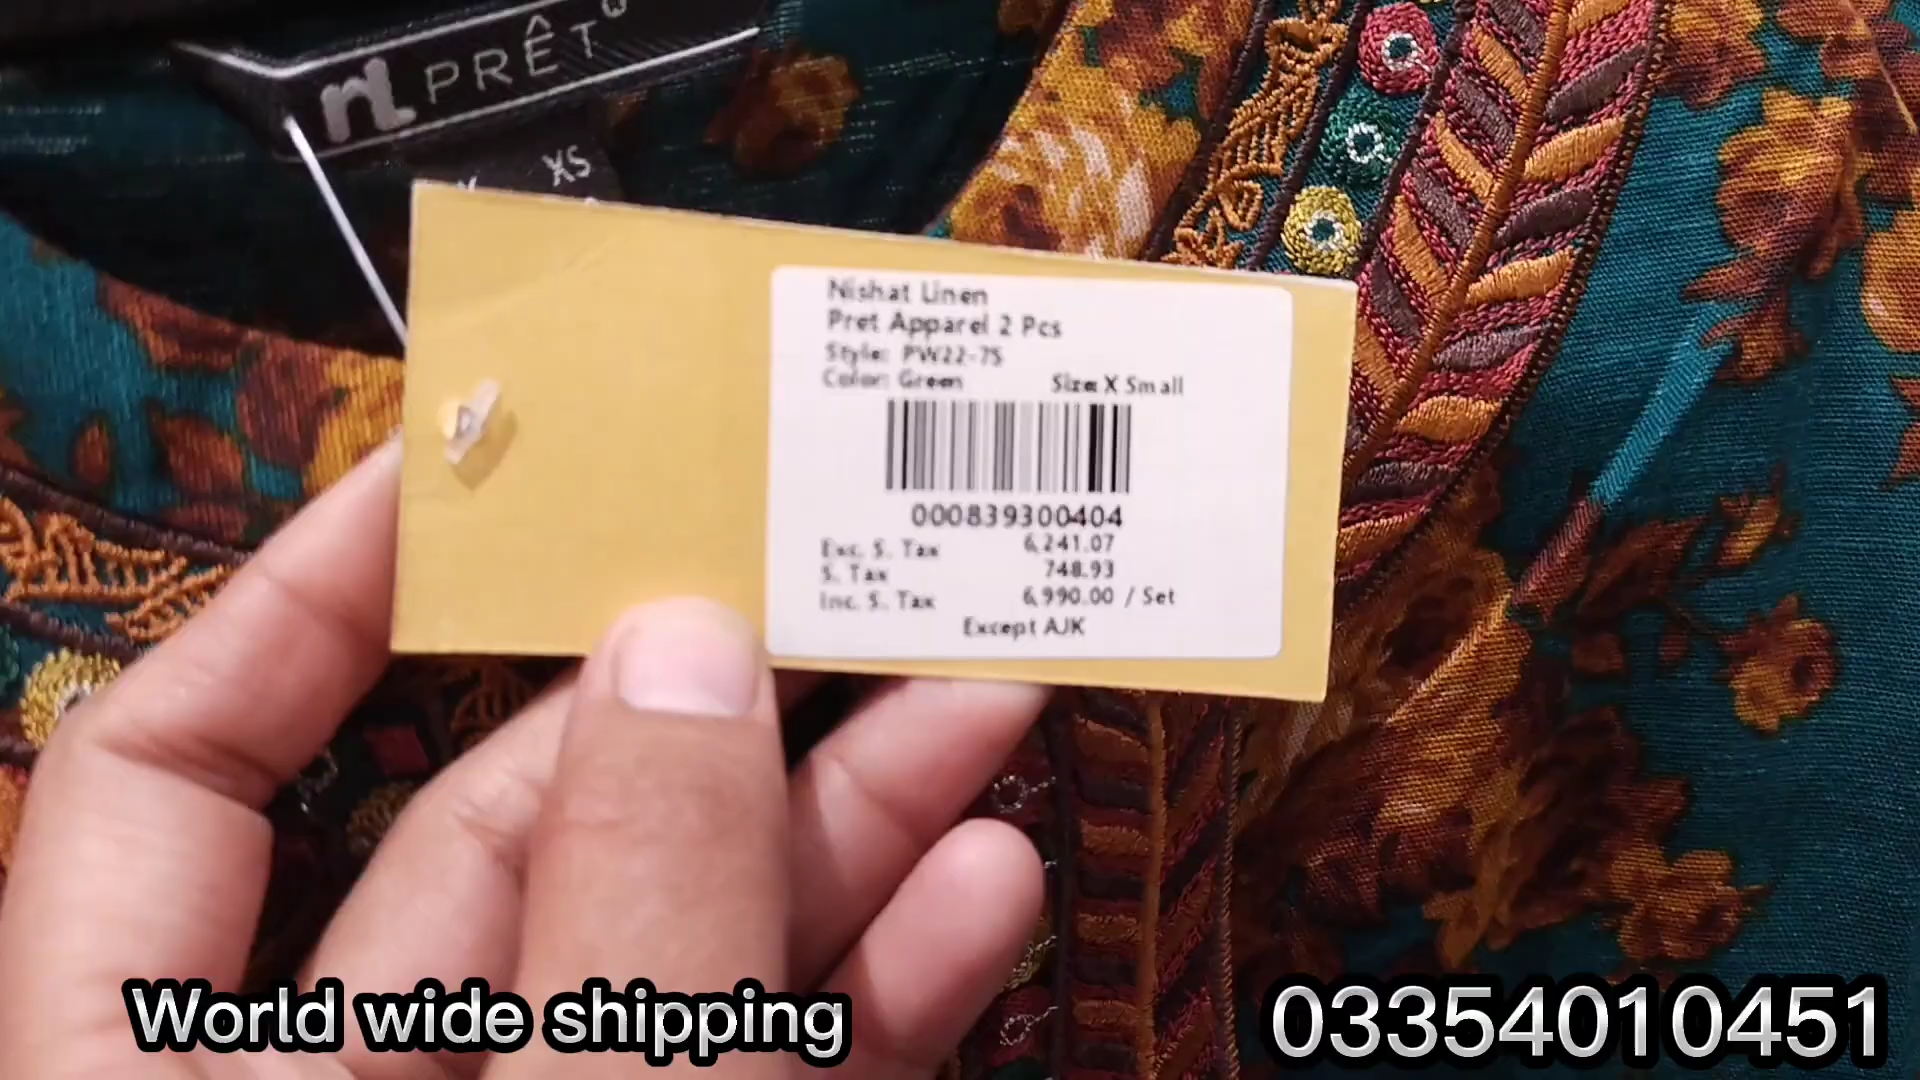 nl PRÊT
XS
Nishat Linen
Pret Apparel 2 Pcs
Style: PW22-75
Color: Green Size: X Small
000839300404
Exc. S. Tax 6,241.07
S. Tax 748.93
Inc. S. Tax 6,990.00 / Set
Except AJK
World wide shipping 03354010451